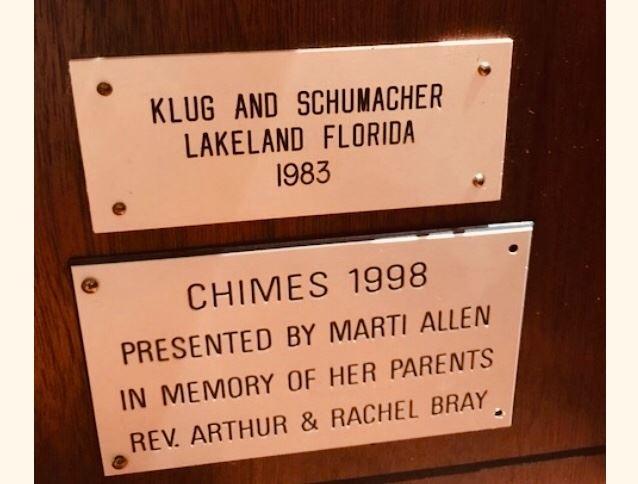 KLUG AND SCHUMACHER
LAKELAND FLORIDA
1983
CHIMES 1998
PRESENTED BY MARTI ALLEN
IN MEMORY OF HER PARENTS
REV. ARTHUR & RACHEL BRAY